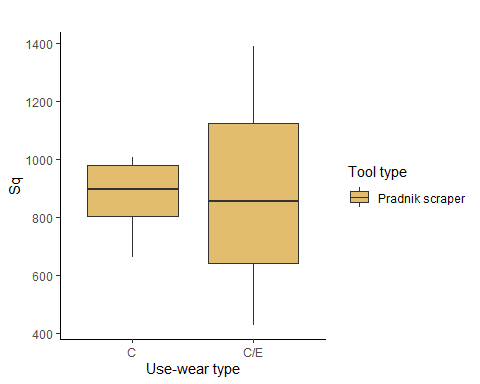 1400
1200
1000
800
600
400
Sq
C
C/E
Use-wear type
Tool type
Pradnik scraper